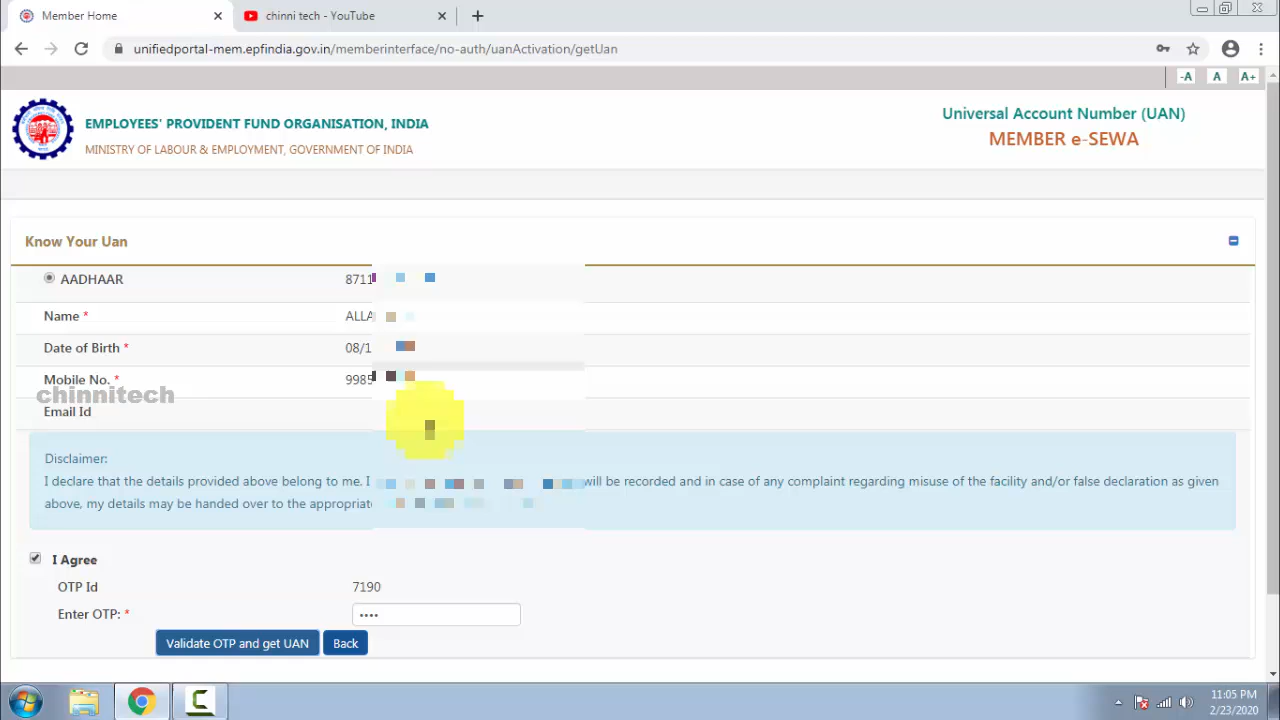 Member Home
chinni tech - YouTube
unifiedportal-mem.epfindia.gov.in/memberinterface/no-auth/uanActivation/getUan
-A A A+
EMPLOYEES' PROVIDENT FUND ORGANISATION, INDIA
MINISTRY OF LABOUR & EMPLOYMENT, GOVERNMENT OF INDIA
Universal Account Number (UAN)
MEMBER e-SEWA
Know Your Uan
AADHAAR 8711
Name * ALLA
Date of Birth * 08/1
Mobile No. * 9985
chinnitech
Email Id
Disclaimer:
I declare that the details provided above belong to me. I will be recorded and in case of any complaint regarding misuse of the facility and/or false declaration as given
above, my details may be handed over to the appropriate
I Agree
OTP Id 7190
Enter OTP: * ••••
Validate OTP and get UAN Back
11:05 PM
2/23/2020